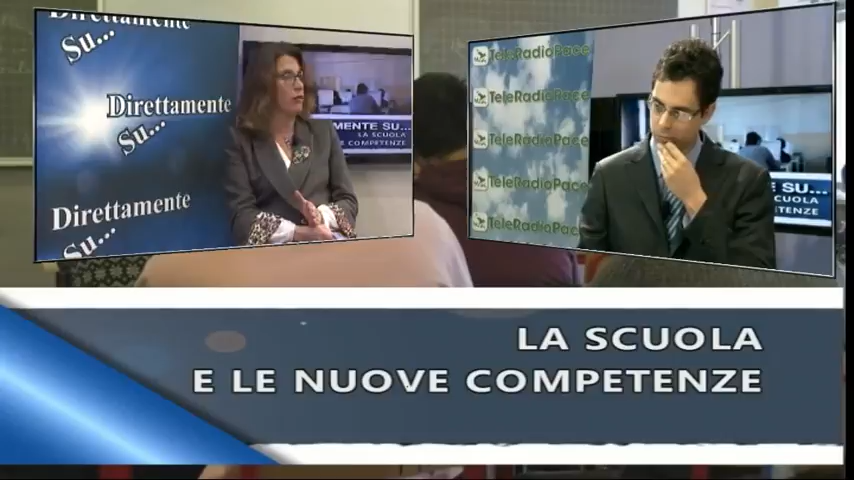 Direttamente
Su...
Direttamente
Su...
Direttamente
Su...
MENTE SU...
LA SCUOLA
E COMPETENZE
TeleRadioPace
TeleRadioPace
TeleRadioPace
TeleRadioPace
TeleRadioPace
TE SU...
SCUOLA
TENZE
LA SCUOLA
E LE NUOVE COMPETENZE